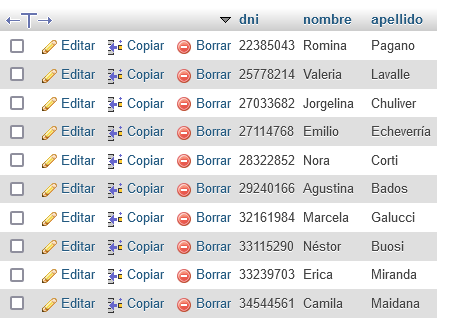 dni nombre apellido
Editar Copiar Borrar 22385043 Romina Pagano
Editar Copiar Borrar 25778214 Valeria Lavalle
Editar Copiar Borrar 27033682 Jorgelina Chuliver
Editar Copiar Borrar 27114768 Emilio Echeverría
Editar Copiar Borrar 28322852 Nora Corti
Editar Copiar Borrar 29240166 Agustina Bados
Editar Copiar Borrar 32161984 Marcela Galucci
Editar Copiar Borrar 33115290 Néstor Buosi
Editar Copiar Borrar 33239703 Erica Miranda
Editar Copiar Borrar 34544561 Camila Maidana